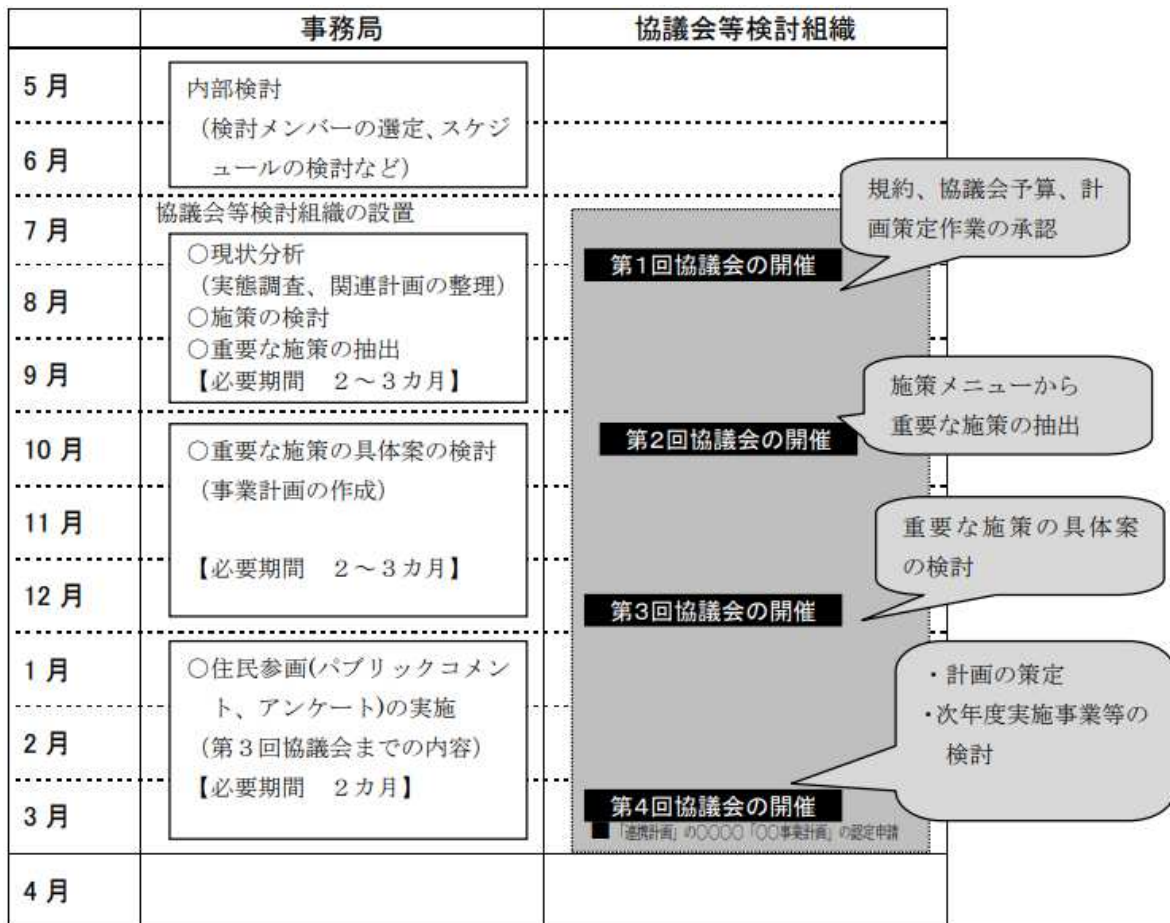 事務局
協議会等検討組織
5月
内部検討
（検討メンバーの選定、スケジ
ュールの検討など）
6月
7月
協議会等検討組織の設置
○現状分析
（実態調査、関連計画の整理）
○施策の検討
○重要な施策の抽出
【必要期間　２～３カ月】
第1回協議会の開催
規約、協議会予算、計
画策定作業の承認
8月
9月
10月
○重要な施策の具体案の検討
（事業計画の作成）
【必要期間　２～３カ月】
第2回協議会の開催
施策メニューから
重要な施策の抽出
11月
12月
第3回協議会の開催
重要な施策の具体案
の検討
1月
○住民参画(パブリックコメン
ト、アンケート)の実施
（第３回協議会までの内容）
【必要期間　２カ月】
2月
3月
第4回協議会の開催
■「連携計画」の○○○○「○○事業計画」の認定申請
・計画の策定
・次年度実施事業等の
検討
4月